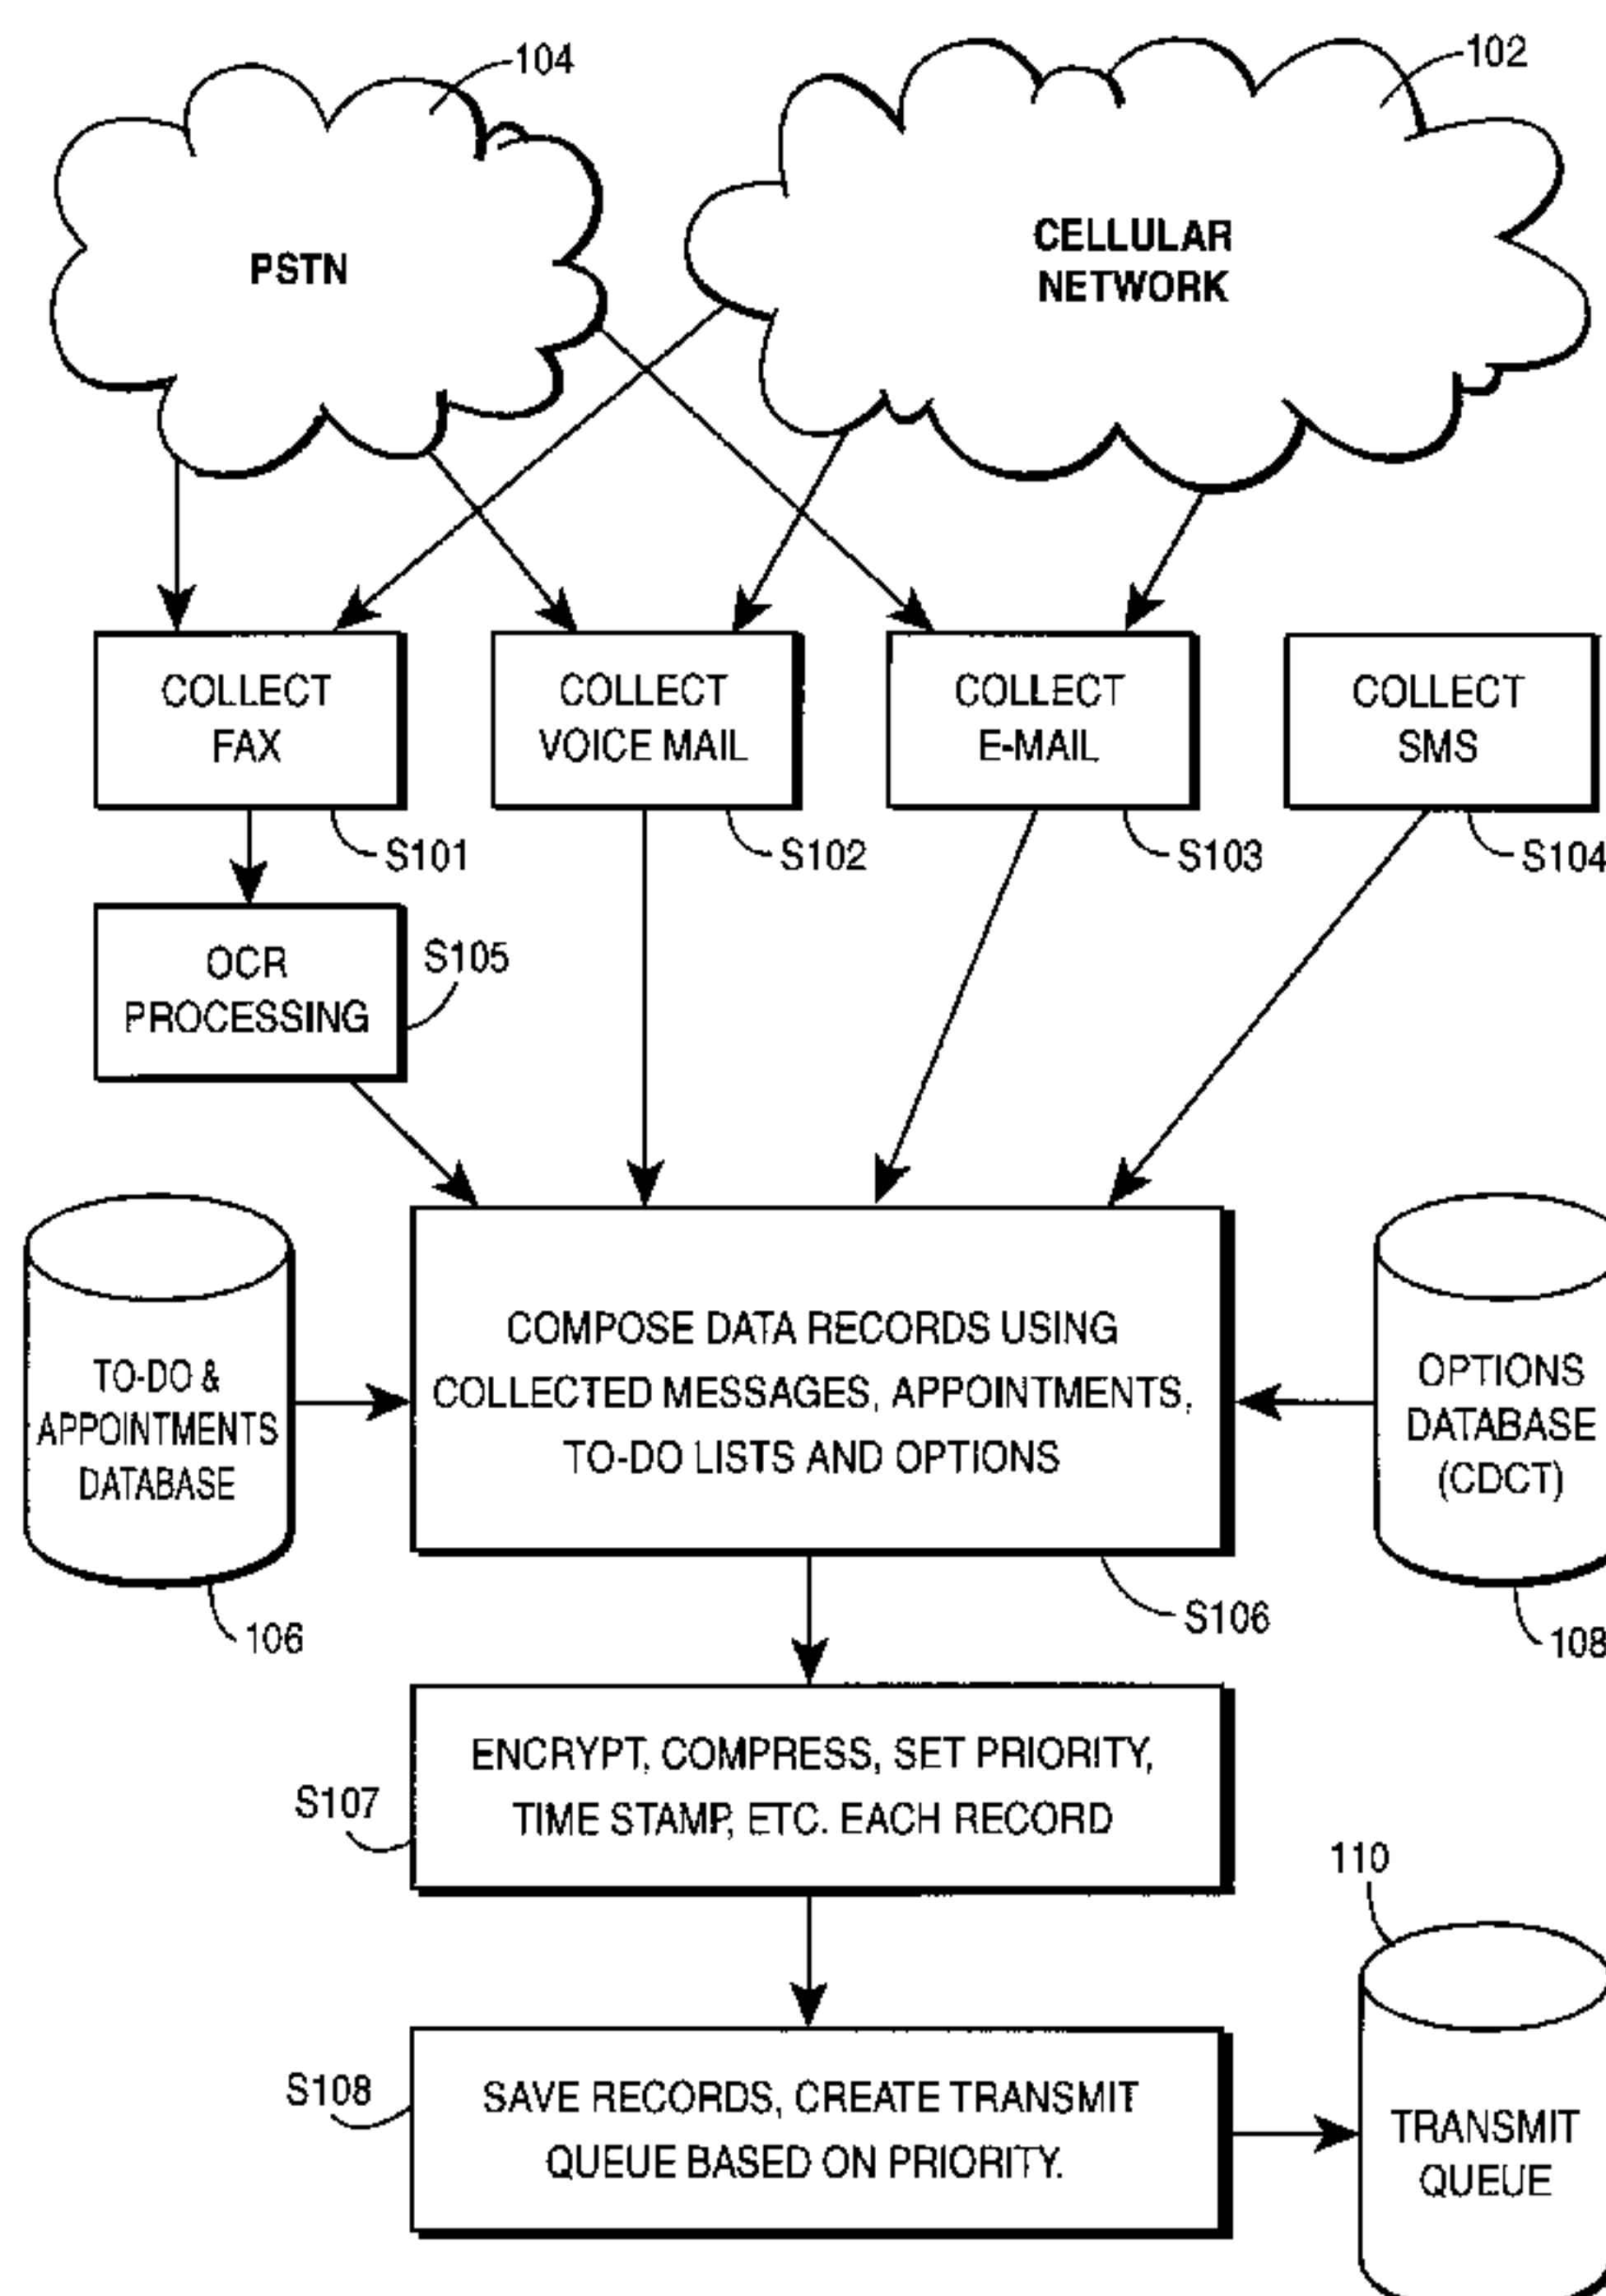 104
102
PSTN
CELLULAR
NETWORK
COLLECT
FAX
COLLECT
VOICE MAIL
COLLECT
E-MAIL
COLLECT
SMS
S101
S102
S103
S104
OCR
PROCESSING
S105
TO-DO &
APPOINTMENTS
DATABASE
COMPOSE DATA RECORDS USING
COLLECTED MESSAGES, APPOINTMENTS,
TO-DO LISTS AND OPTIONS
OPTIONS
DATABASE
(CDCT)
106
S106
108
ENCRYPT, COMPRESS, SET PRIORITY,
TIME STAMP, ETC. EACH RECORD
S107
110
S108
SAVE RECORDS, CREATE TRANSMIT
QUEUE BASED ON PRIORITY.
TRANSMIT
QUEUE